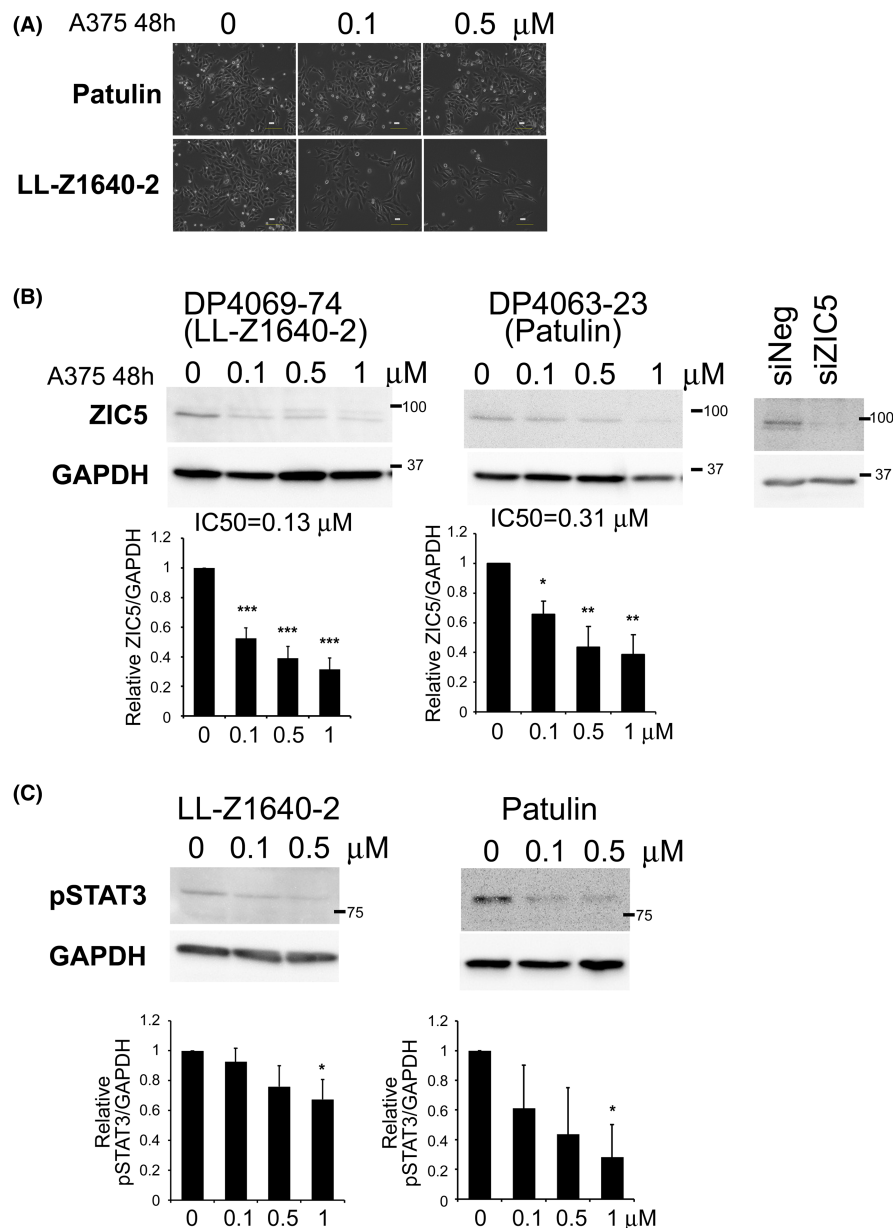 (A) A375 48h 0 0.1 0.5 μM
Patulin
LL-Z1640-2
(B)
DP4069-74
(LL-Z1640-2)
A375 48h 0 0.1 0.5 1 μM
ZIC5
100
GAPDH
37
IC50=0.13 μM
Relative ZIC5/GAPDH
1.2
1
0.8
0.6
0.4
0.2
0
***
***
***
0 0.1 0.5 1
DP4063-23
(Patulin)
0 0.1 0.5 1 μM
100
37
IC50=0.31 μM
Relative ZIC5/GAPDH
1.2
1
0.8
0.6
0.4
0.2
0
*
**
**
0 0.1 0.5 1 μM
siNeg
siZIC5
100
37
(C)
LL-Z1640-2
0 0.1 0.5 μM
pSTAT3
75
GAPDH
Relative
pSTAT3/GAPDH
1.2
1
0.8
0.6
0.4
0.2
0
*
0 0.1 0.5 1
Patulin
0 0.1 0.5 μM
75
Relative
pSTAT3/GAPDH
1.2
1
0.8
0.6
0.4
0.2
0
*
0 0.1 0.5 1 μM